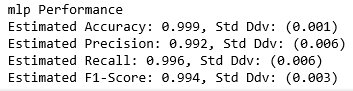 mlp Performance
Estimated Accuracy: 0.999, Std Ddv: (0.001)
Estimated Precision: 0.992, Std Ddv: (0.006)
Estimated Recall: 0.996, Std Ddv: (0.006)
Estimated F1-Score: 0.994, Std Ddv: (0.003)